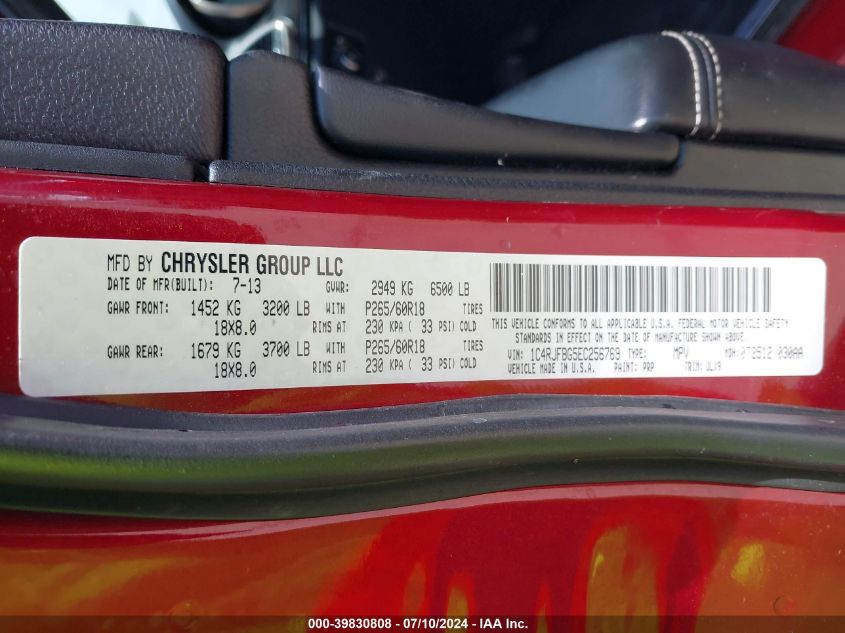 MFD BY CHRYSLER GROUP LLC
DATE OF MFR(BUILT): 7-13 GVWR: 2949 KG 6500 LB
GAWR FRONT: 1452 KG 3200 LB WITH P265/60R18 TIRES
18X8.0 RIMS AT 230 KPA ( 33 PSI) COLD
GAWR REAR: 1679 KG 3700 LB WITH P265/60R18 TIRES
18X8.0 RIMS AT 230 KPA ( 33 PSI) COLD
THIS VEHICLE CONFORMS TO ALL APPLICABLE U.S.A. FEDERAL MOTOR VEHICLE SAFETY
STANDARDS IN EFFECT ON THE DATE OF MANUFACTURE SHOWN ABOVE.
VIN: 1C4RJFBG5EC256769 TYPE: MPV MDH: 072512 030AA
VEHICLE MADE IN U.S.A. PAINT: PRP TRIM: ULX9
000-39830808 - 07/10/2024 - IAA Inc.